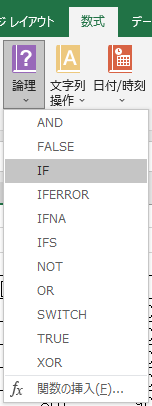 ジ レイアウト 数式 デー
論理 文字列 日付/時刻
操作
AND
FALSE
IF
IFERROR
IFNA
IFS
NOT
OR
SWITCH
TRUE
XOR
fx 関数の挿入(F)...